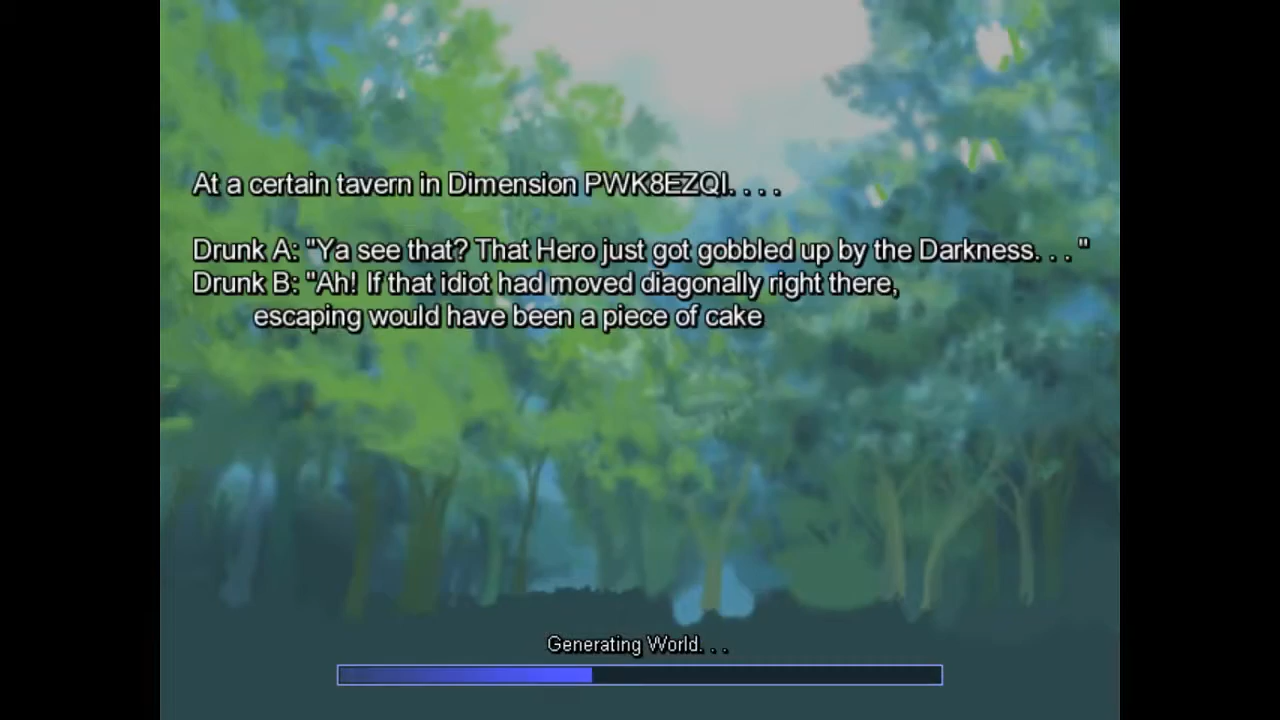 At a certain tavern in Dimension PWK8EZQI. . . .
Drunk A: "Ya see that? That Hero just got gobbled up by the Darkness. . ."
Drunk B: "Ah! If that idiot had moved diagonally right there,
escaping would have been a piece of cake
Generating World. . .